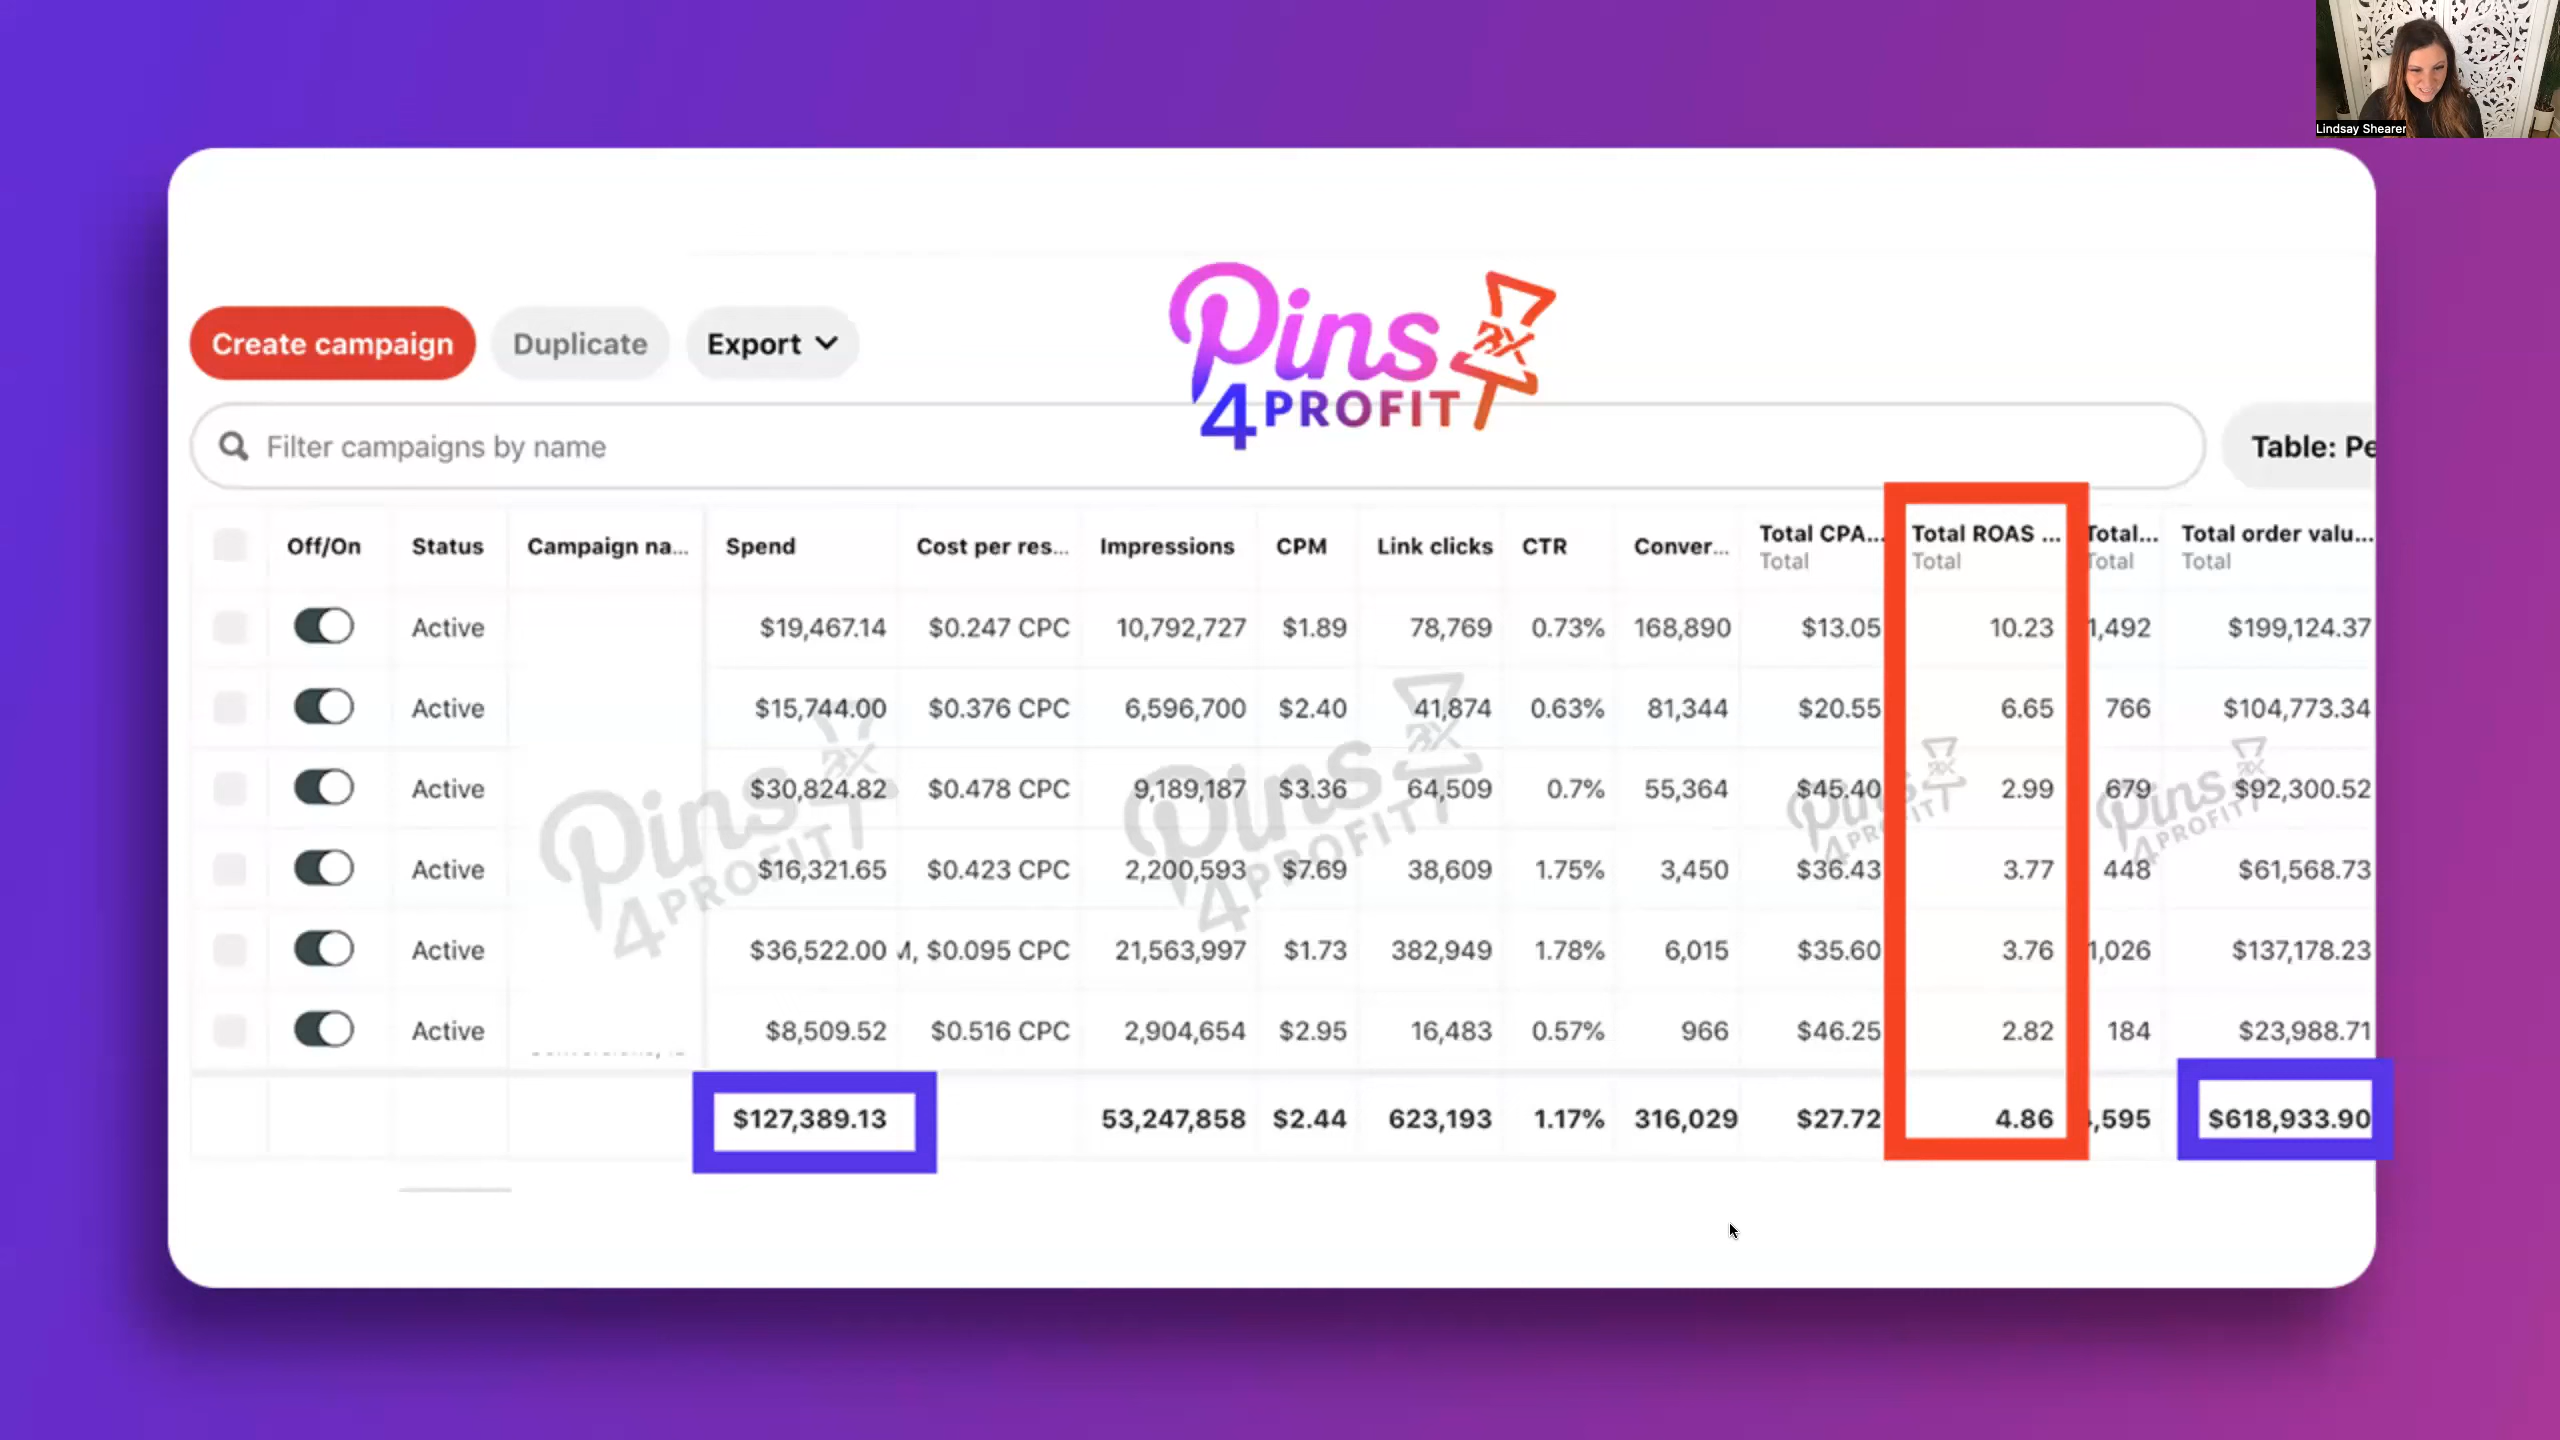 Lindsay Shearer
Pins
4PROFIT
Create campaign Duplicate Export
Filter campaigns by name Table: Pe
Off/On Status Campaign na... Spend Cost per res... Impressions CPM Link clicks CTR Conver... Total CPA... Total ROAS ... Total... Total order valu...
Total Total Total Total
Active $19,467.14 $0.247 CPC 10,792,727 $1.89 78,769 0.73% 168,890 $13.05 10.23 1,492 $199,124.37
Active $15,744.00 $0.376 CPC 6,596,700 $2.40 41,874 0.63% 81,344 $20.55 6.65 766 $104,773.34
Active $30,824.82 $0.478 CPC 9,189,187 $3.36 64,509 0.7% 55,364 $45.40 2.99 679 $92,300.52
Active $16,321.65 $0.423 CPC 2,200,593 $7.69 38,609 1.75% 3,450 $36.43 3.77 448 $61,568.73
Active $36,522.00 M, $0.095 CPC 21,563,997 $1.73 382,949 1.78% 6,015 $35.60 3.76 1,026 $137,178.23
Active $8,509.52 $0.516 CPC 2,904,654 $2.95 16,483 0.57% 966 $46.25 2.82 184 $23,988.71
$127,389.13 53,247,858 $2.44 623,193 1.17% 316,029 $27.72 4.86 ,595 $618,933.90
Pins
4PROFIT
Pins
4PROFIT
Pins
4PROFIT
Pins
4PROFIT